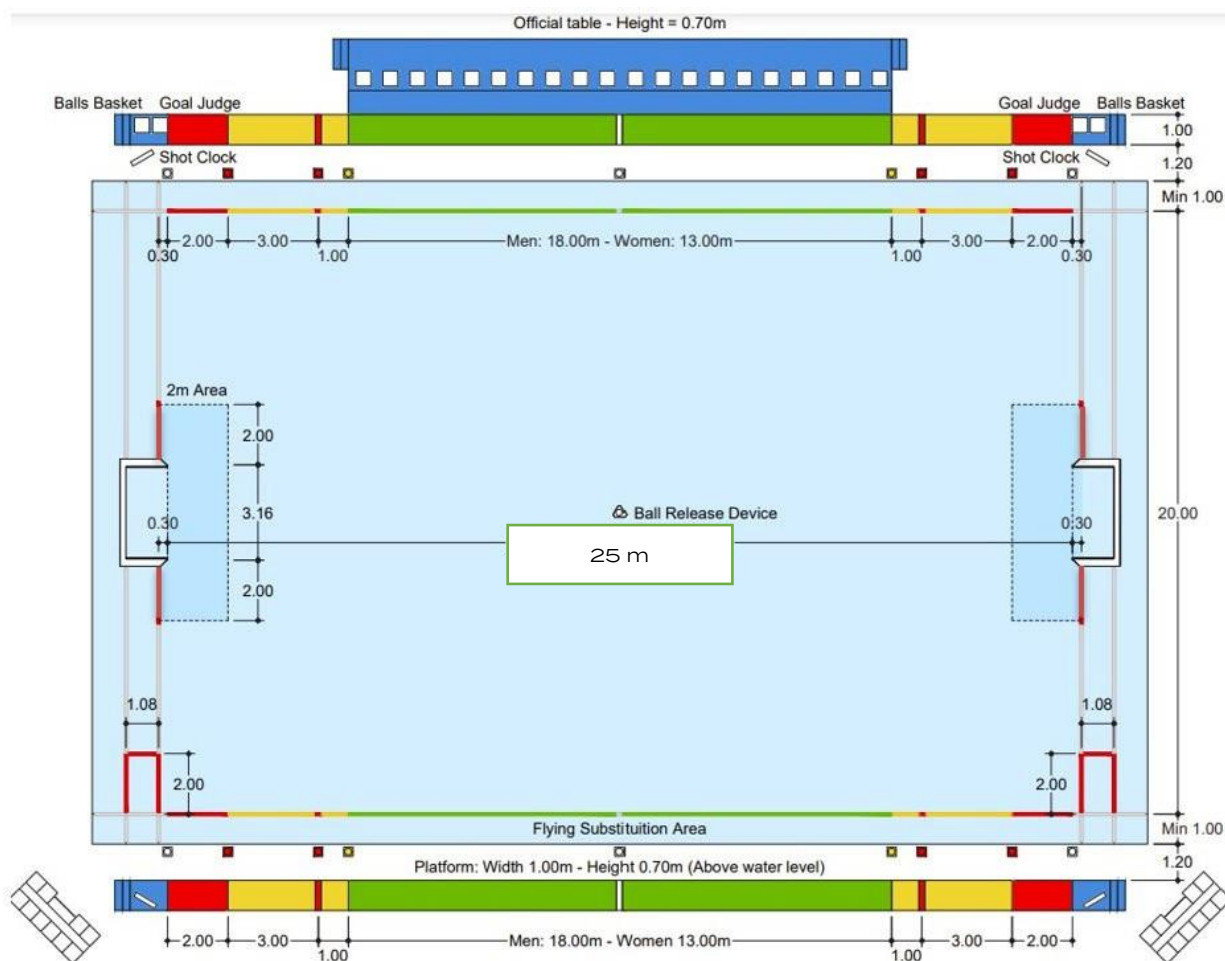 Official table - Height = 0.70m
Balls Basket Goal Judge
Goal Judge Balls Basket
1.00
Shot Clock
Shot Clock
1.20
Min 1.00
2.00 3.00 Men: 18.00m - Women: 13.00m 3.00 2.00
0.30 1.00 1.00 0.30
2m Area
2.00
3.16
0.30
Ball Release Device
0.30
20.00
25 m
2.00
1.08
1.08
2.00
2.00
Flying Substituition Area
Min 1.00
Platform: Width 1.00m - Height 0.70m (Above water level)
1.20
2.00 3.00 Men: 18.00m - Women 13.00m 3.00 2.00
1.00 1.00